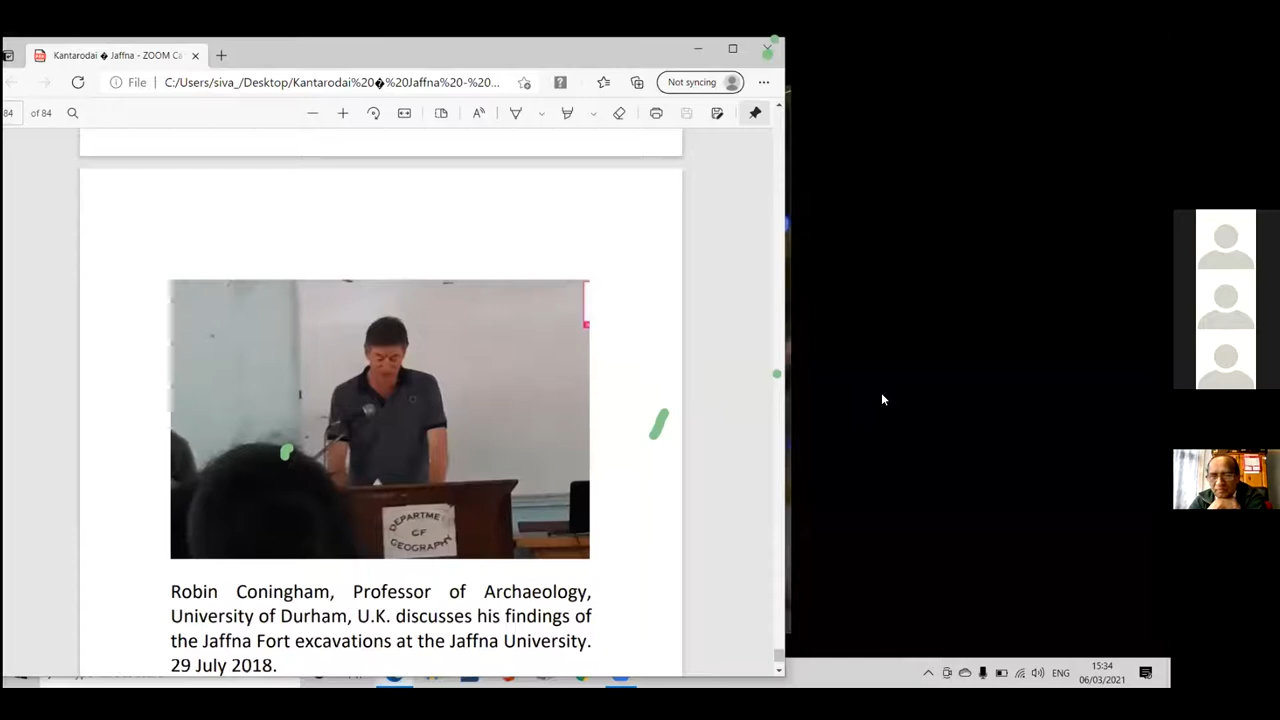 Kantarodai � Jaffna - ZOOM Ca
File
C:/Users/siva_/Desktop/Kantarodai%20�%20Jaffna%20-%20...
Not syncing
84 of 84
DEPARTME
OF
GEOGRAPHY
Robin Coningham, Professor of Archaeology,
University of Durham, U.K. discusses his findings of
the Jaffna Fort excavations at the Jaffna University.
29 July 2018.
ENG
15:34
06/03/2021